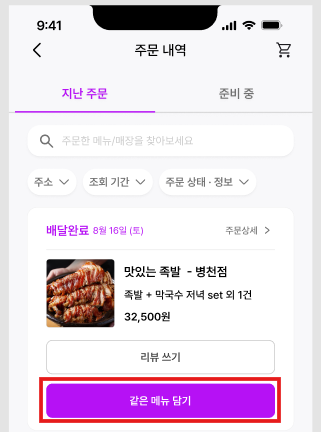 9:41
주문 내역
지난 주문
준비 중
주문한 메뉴/매장을 찾아보세요
주소
조회 기간
주문 상태 · 정보
배달완료 8월 16일 (토)
주문상세
맛있는 족발 - 병천점
족발 + 막국수 저녁 set 외 1건
32,500원
리뷰 쓰기
같은 메뉴 담기